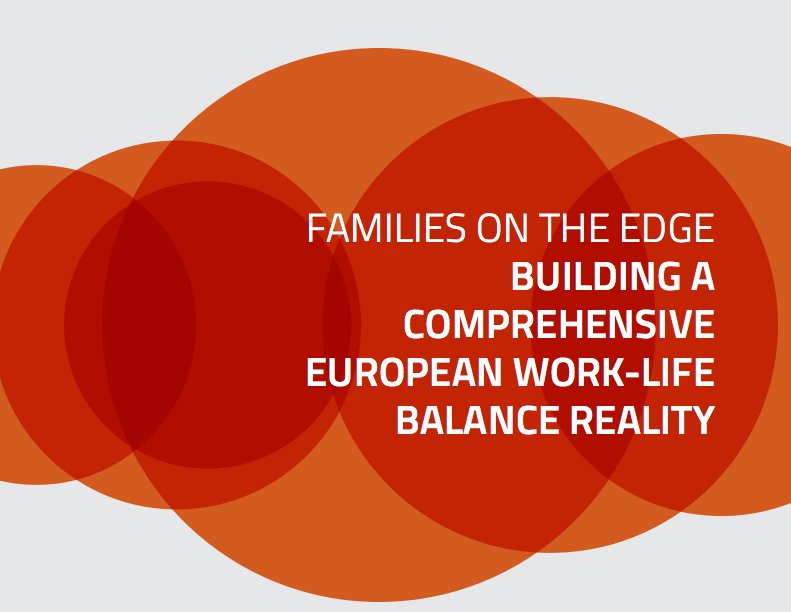 FAMILIES ON THE EDGE
BUILDING A
COMPREHENSIVE
EUROPEAN WORK-LIFE
BALANCE REALITY